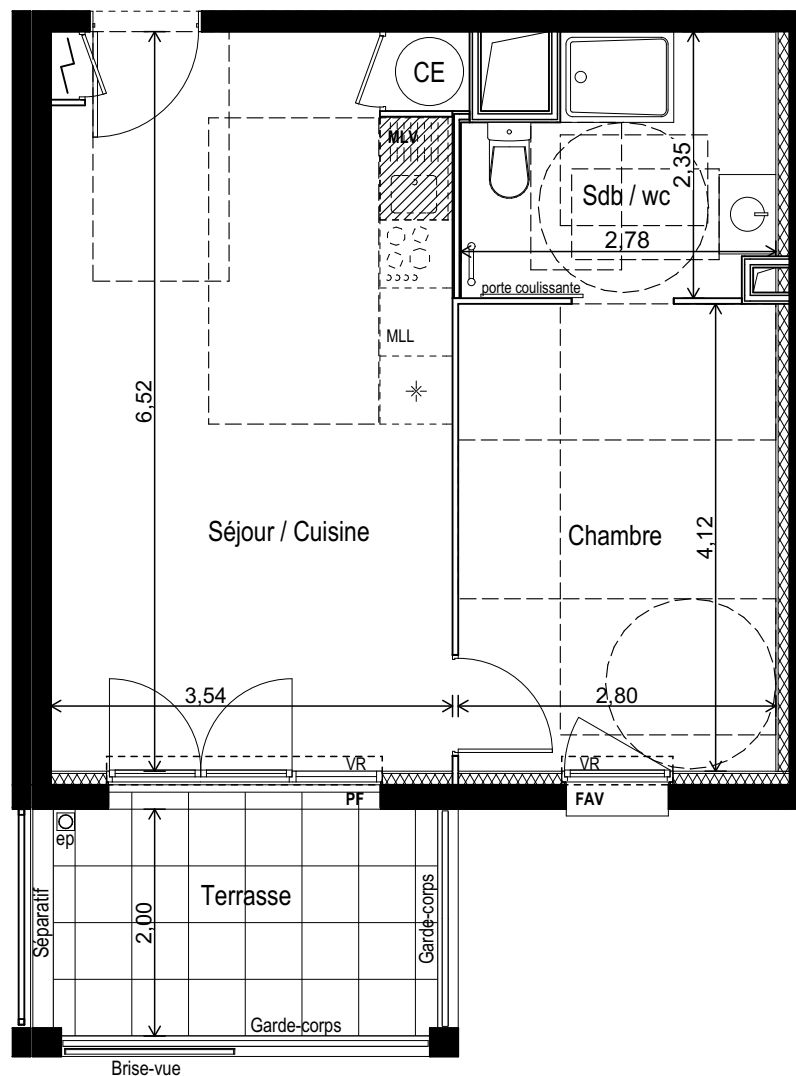 CE
MLV
2,35
Sdb / wc
2,78
porte coulissante
MLL
6,52
Séjour / Cuisine
Chambre
4,12
3,54
2,80
VR
VR
PF
FAV
ep
Terrasse
2,00
Séparatif
Garde-corps
Garde-corps
Brise-vue